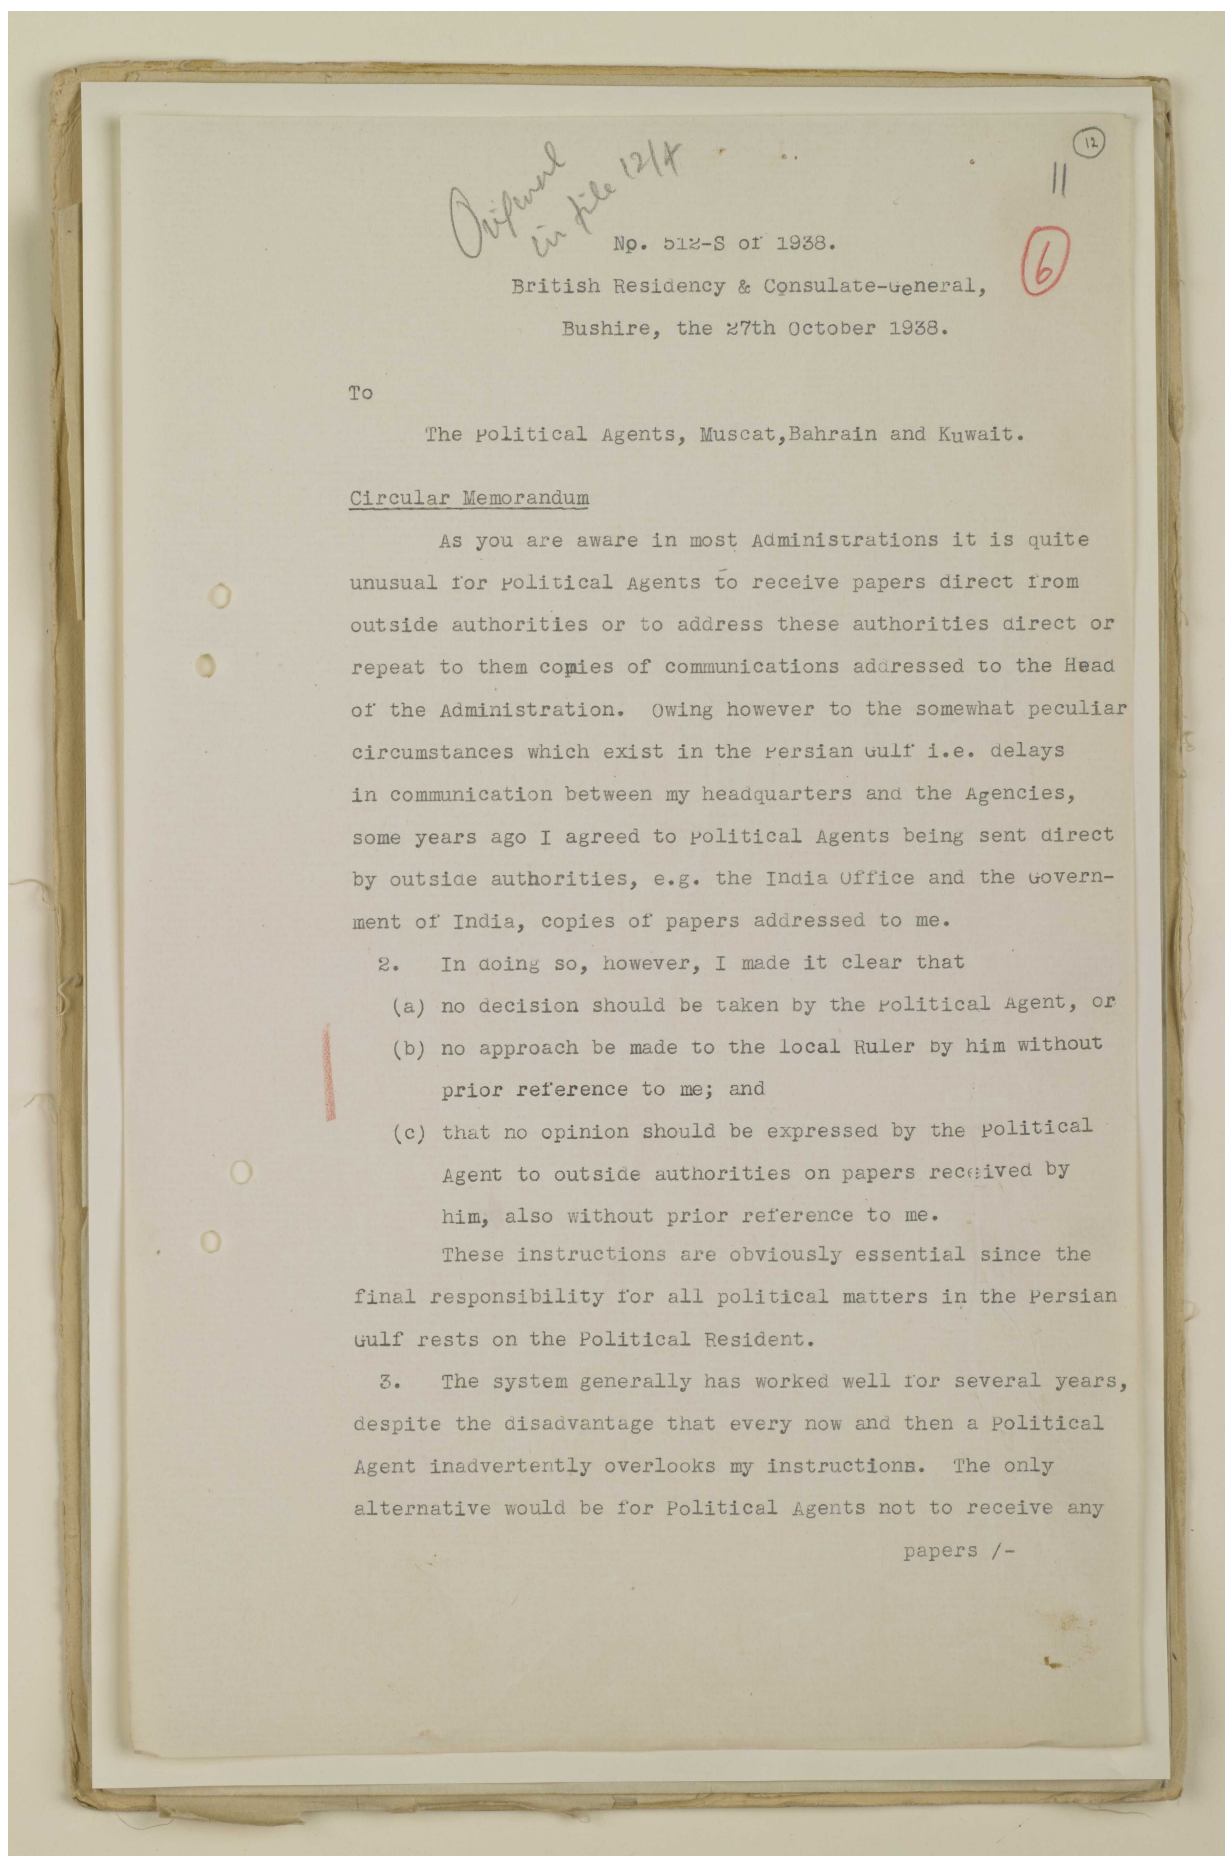 12
11
Original
in file 12/4
6
No. 512-S of 1938.
British Residency & Consulate-General,
Bushire, the 27th October 1938.
To
The Political Agents, Muscat,Bahrain and Kuwait.
Circular Memorandum
As you are aware in most Administrations it is quite
unusual for Political Agents to receive papers direct from
outside authorities or to address these authorities direct or
repeat to them copies of communications addressed to the Head
of the Administration. Owing however to the somewhat peculiar
circumstances which exist in the Persian Gulf i.e. delays
in communication between my headquarters and the Agencies,
some years ago I agreed to Political Agents being sent direct
by outside authorities, e.g. the India Office and the Govern-
ment of India, copies of papers addressed to me.
2. In doing so, however, I made it clear that
(a) no decision should be taken by the Political Agent, or
(b) no approach be made to the local Ruler by him without
prior reference to me; and
(c) that no opinion should be expressed by the Political
Agent to outside authorities on papers received by
him, also without prior reference to me.
These instructions are obviously essential since the
final responsibility for all political matters in the Persian
Gulf rests on the Political Resident.
3. The system generally has worked well for several years,
despite the disadvantage that every now and then a Political
Agent inadvertently overlooks my instructions. The only
alternative would be for Political Agents not to receive any
papers /-